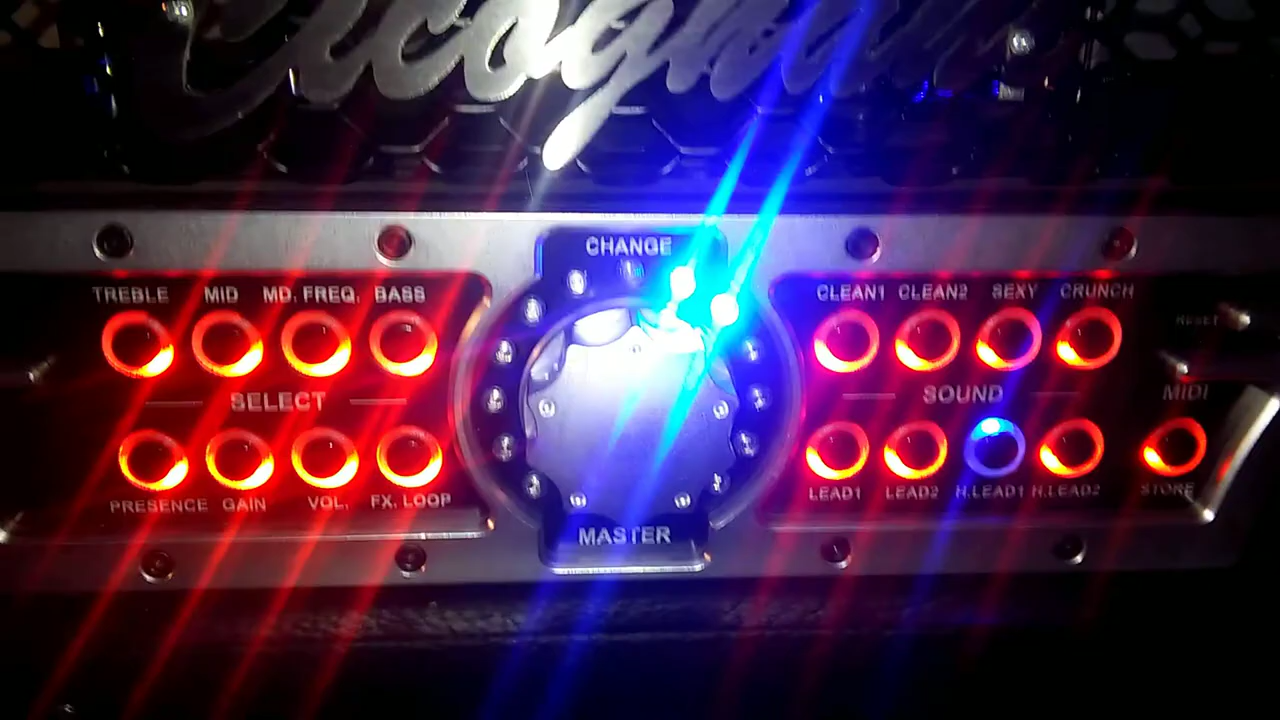 CHANGE
TREBLE MID MD. FREQ. BASS
CLEAN1 CLEAN2 SEXY CRUNCH
RESET
SELECT
SOUND
MIDI
PRESENCE GAIN VOL. FX. LOOP
LEAD1 LEAD2 H.LEAD1 H.LEAD2 STORE
MASTER